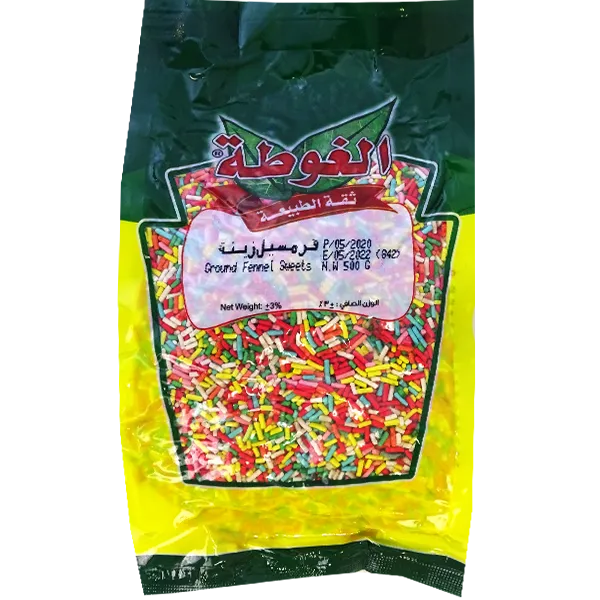 الغوطة
ثقة الطبيعة
قرمسيل زينة P/05/2020
E/05/2022 (842)
Ground Fennel Sweets N.W 500 G
Net Weight: ±3% الوزن الصافي: ±٣٪